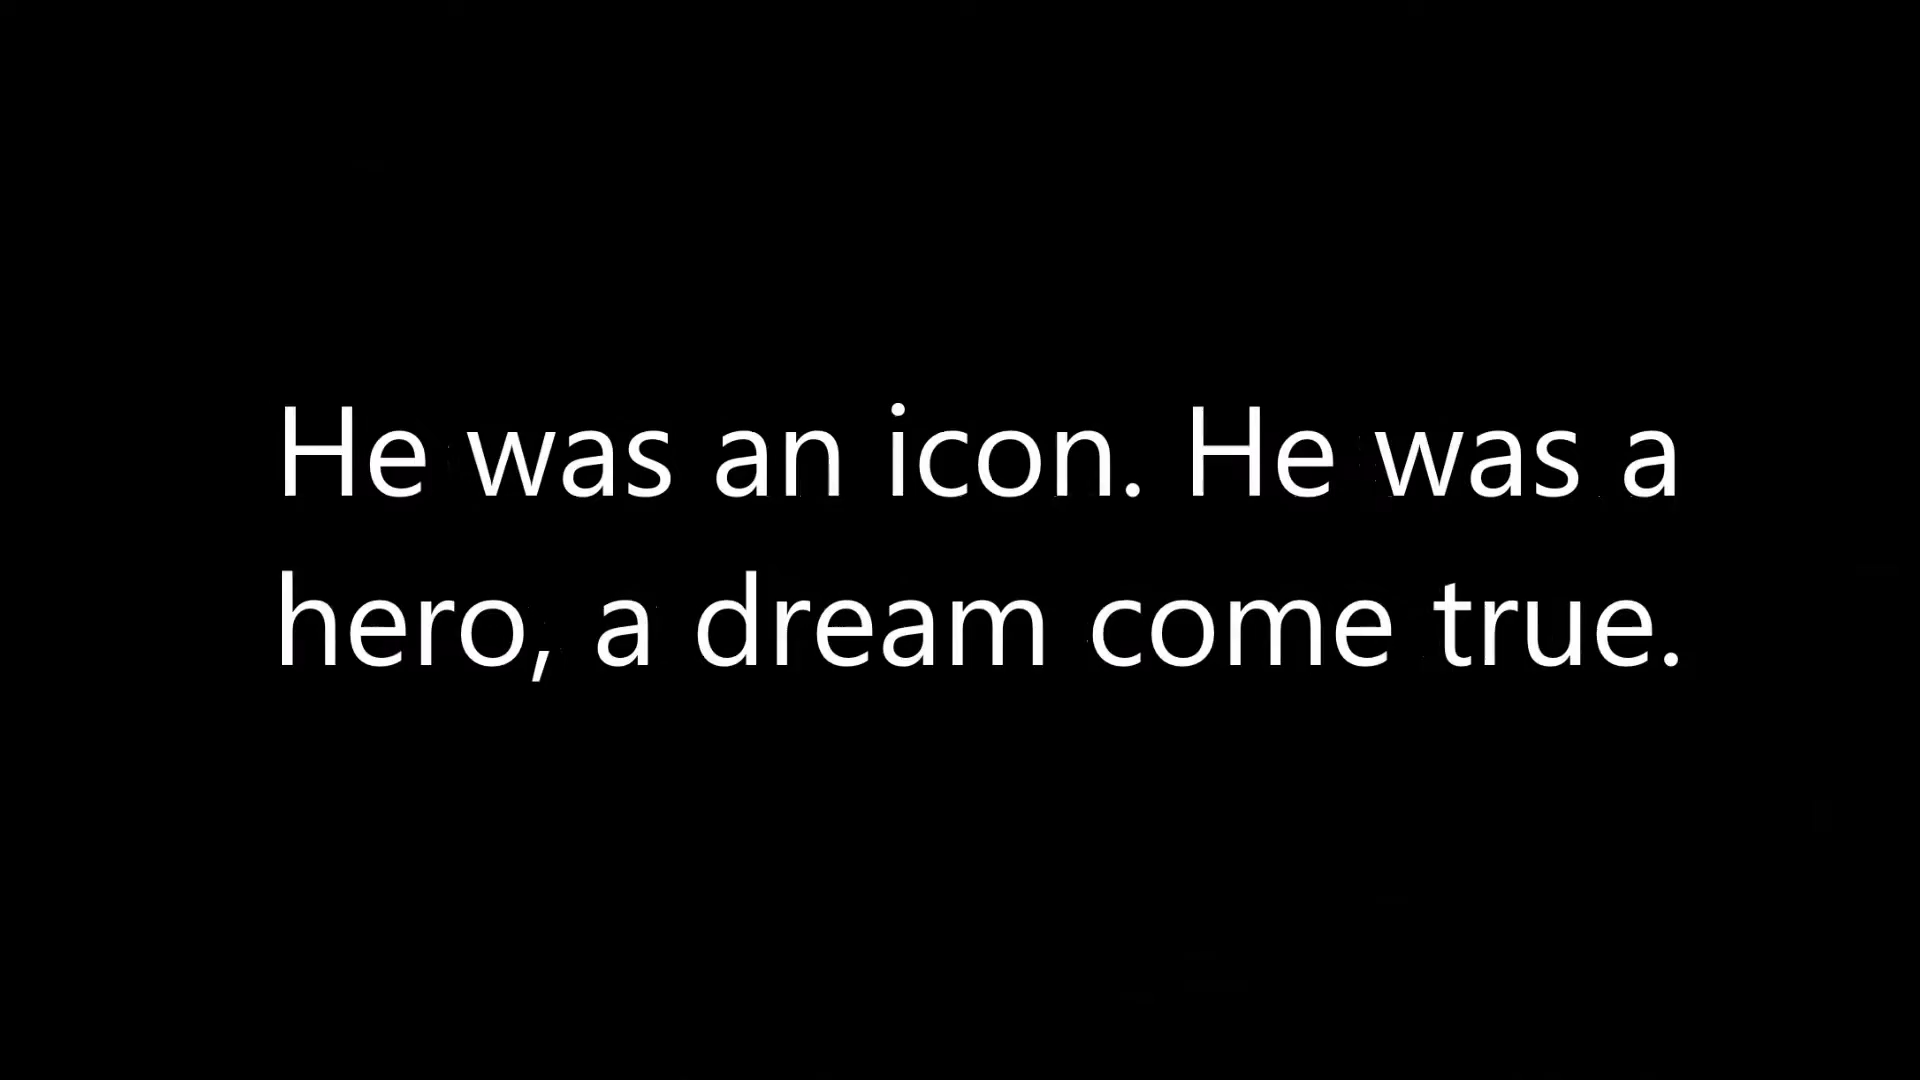 He was an icon. He was a
hero, a dream come true.